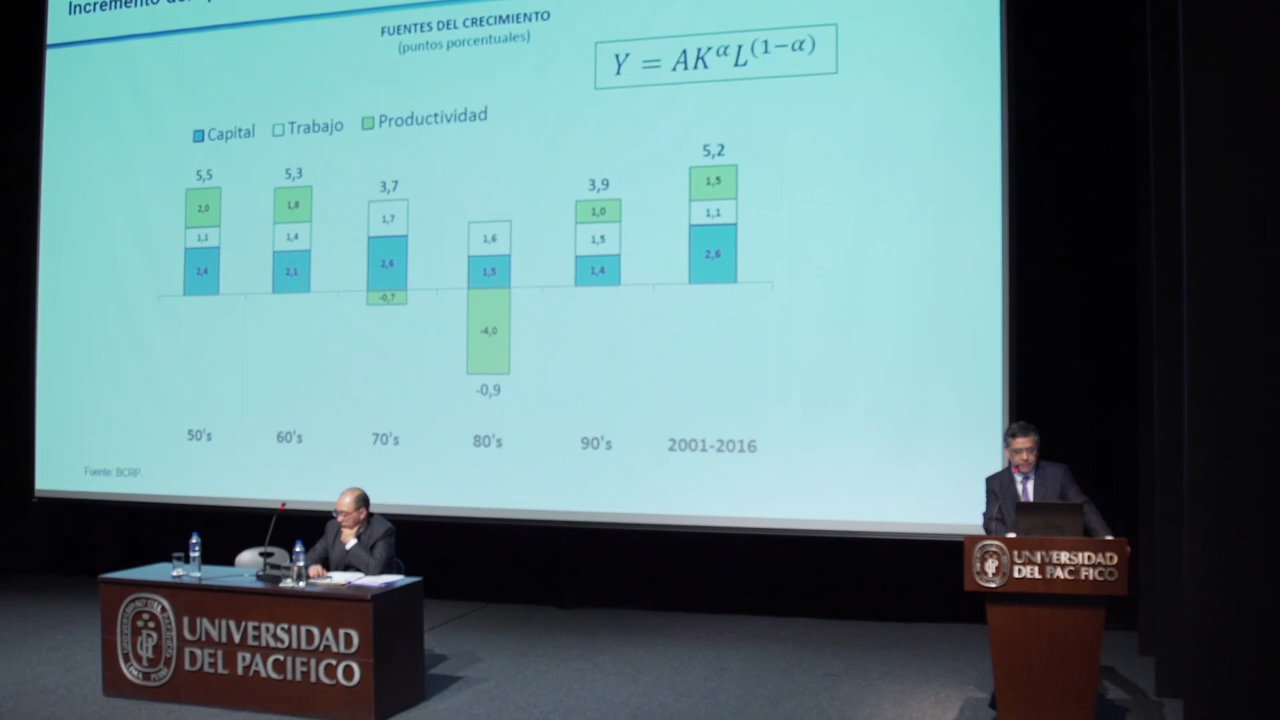 Incremento del
FUENTES DEL CRECIMIENTO
(puntos porcentuales)
Y = AK^α L^(1−α)
Capital Trabajo Productividad
5,5 5,3 3,7 3,9 5,2
2,0 1,8 1,7 1,6 1,0 1,5
1,1 1,4 2,6 1,5 1,5 1,1
2,4 2,1 -0,7 -4,0 1,4 2,6
-0,9
50's 60's 70's 80's 90's 2001-2016
Fuente: BCRP.
UNIVERSIDAD
DEL PACIFICO
UNIVERSIDAD
DEL PAC FICO